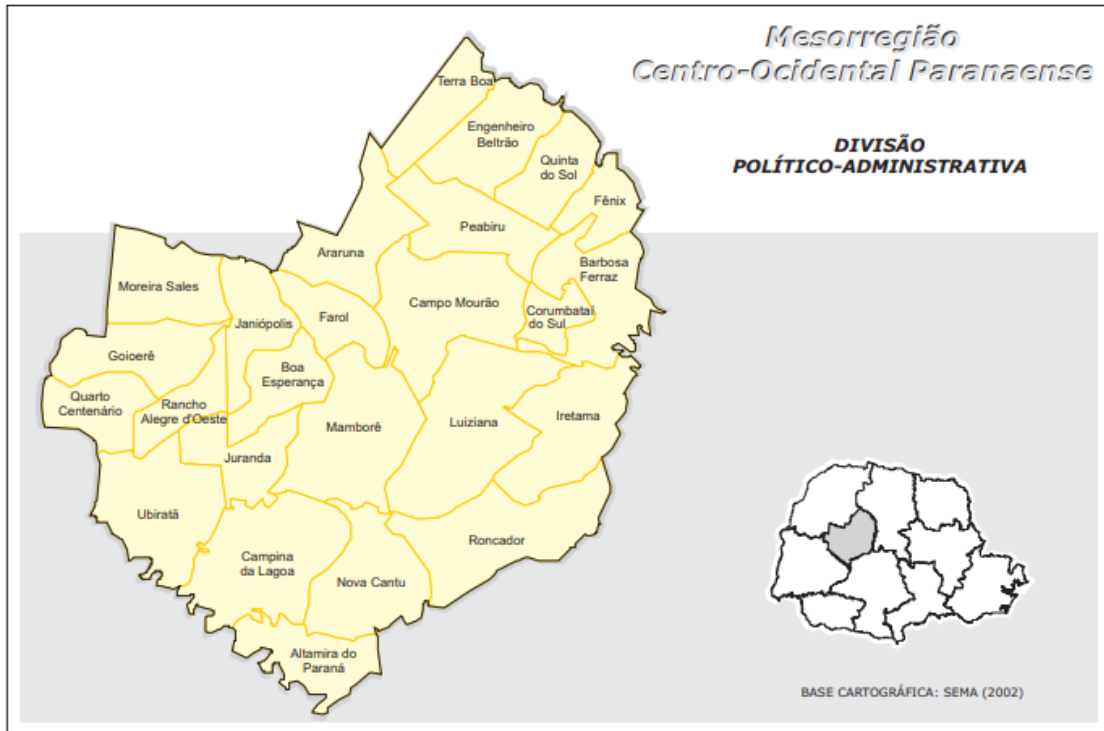 Mesorregião
Centro-Ocidental Paranaense
DIVISÃO
POLÍTICO-ADMINISTRATIVA
Terra Boa
Engenheiro
Beltrão
Quinta
do Sol
Fênix
Peabiru
Araruna
Barbosa
Ferraz
Moreira Sales
Campo Mourão
Corumbataí
do Sul
Janiópolis
Farol
Goioerê
Boa
Esperança
Quarto
Centenário
Rancho
Alegre d'Oeste
Mamborê
Luiziana
Iretama
Juranda
Ubiratã
Roncador
Campina
da Lagoa
Nova Cantu
Altamira do
Paraná
BASE CARTOGRÁFICA: SEMA (2002)